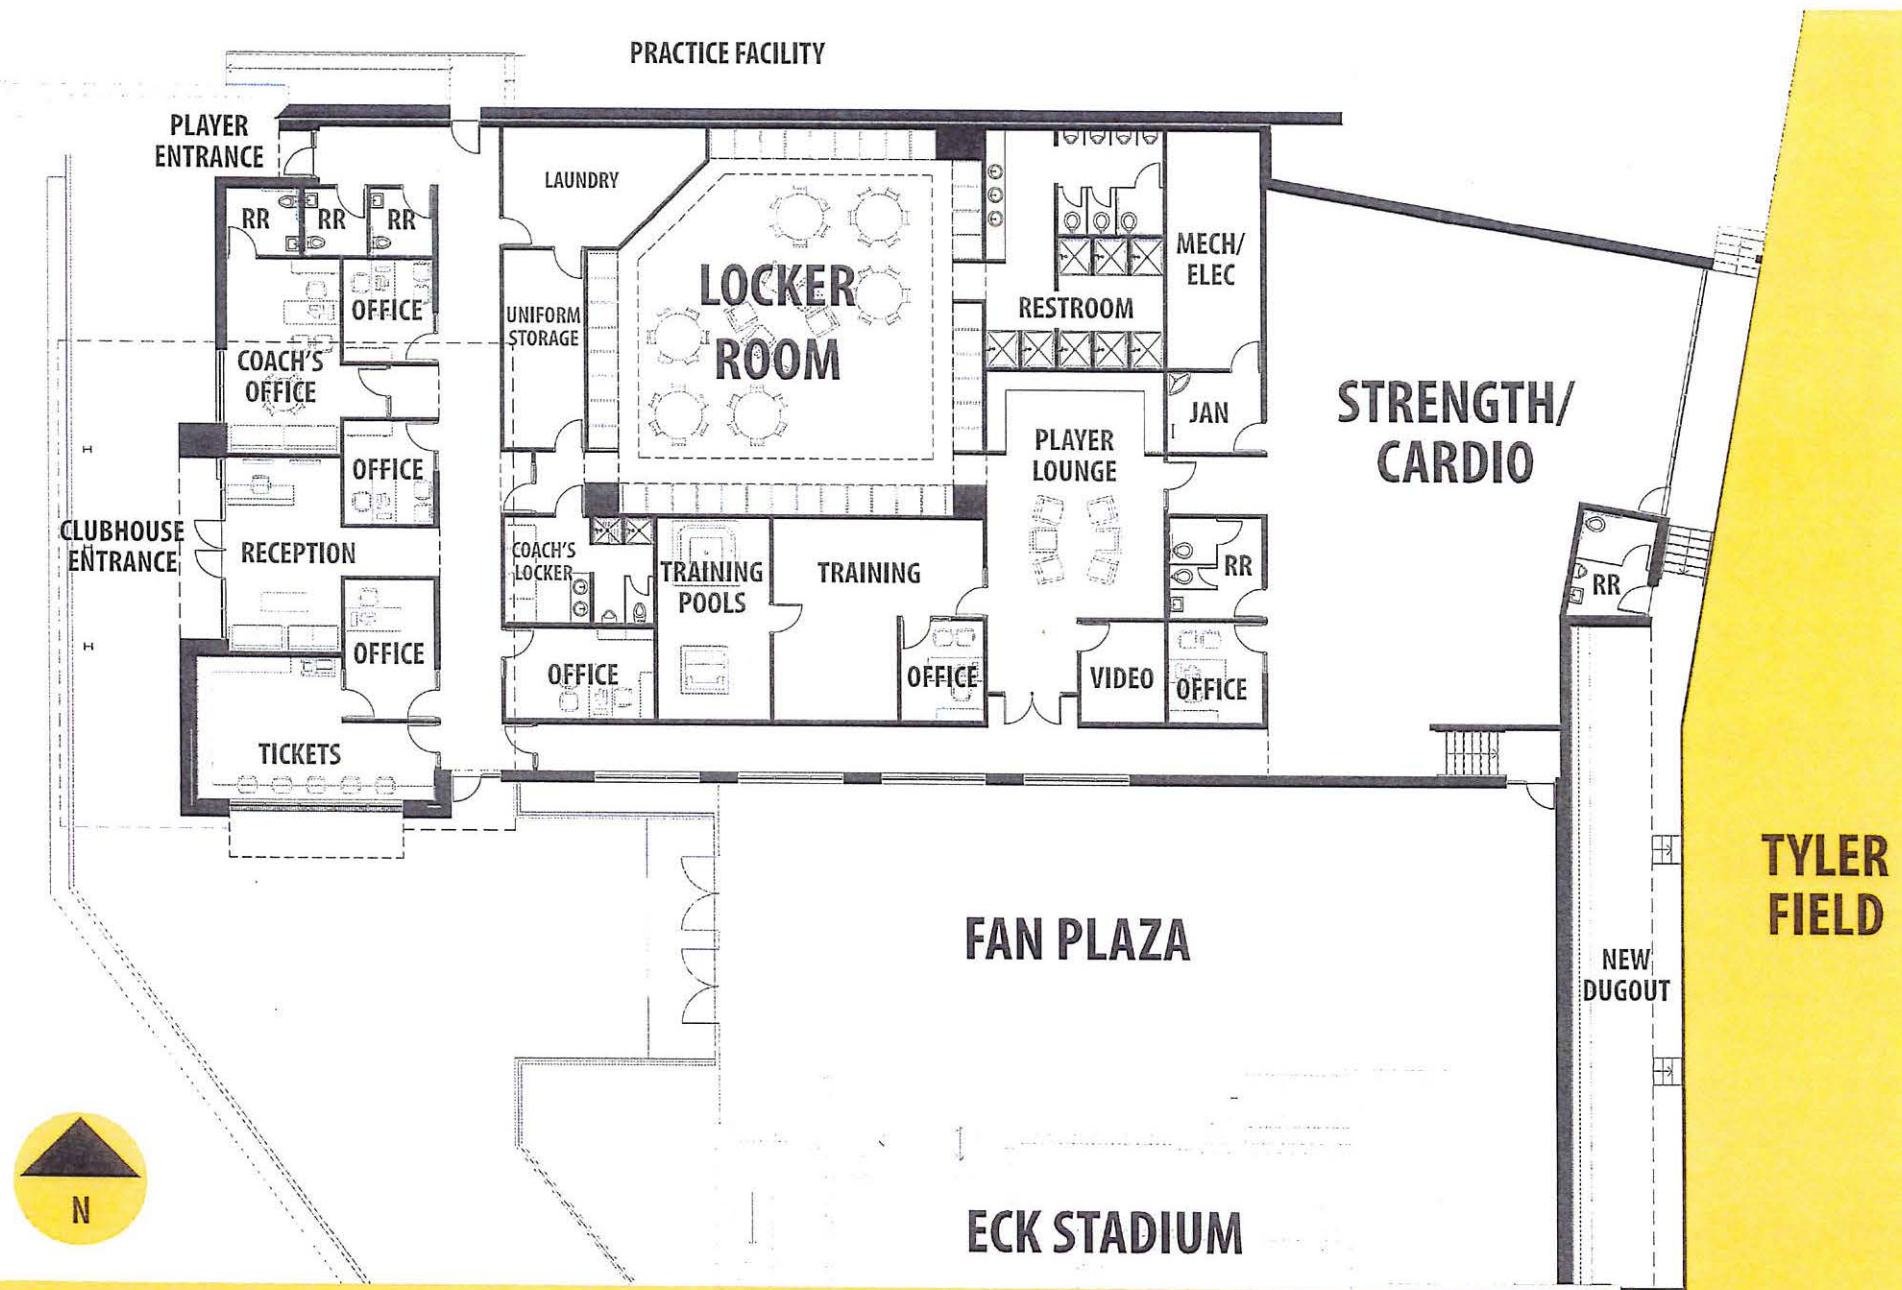 PRACTICE FACILITY
PLAYER
ENTRANCE
LAUNDRY
RR
RR
RR
MECH/
ELEC
LOCKER
ROOM
OFFICE
RESTROOM
UNIFORM
STORAGE
COACH'S
OFFICE
STRENGTH/
CARDIO
JAN
PLAYER
LOUNGE
OFFICE
CLUBHOUSE
ENTRANCE
RECEPTION
COACH'S
LOCKER
TRAINING
POOLS
TRAINING
RR
RR
OFFICE
OFFICE
OFFICE
VIDEO
OFFICE
TICKETS
TYLER
FIELD
FAN PLAZA
NEW
DUGOUT
N
ECK STADIUM